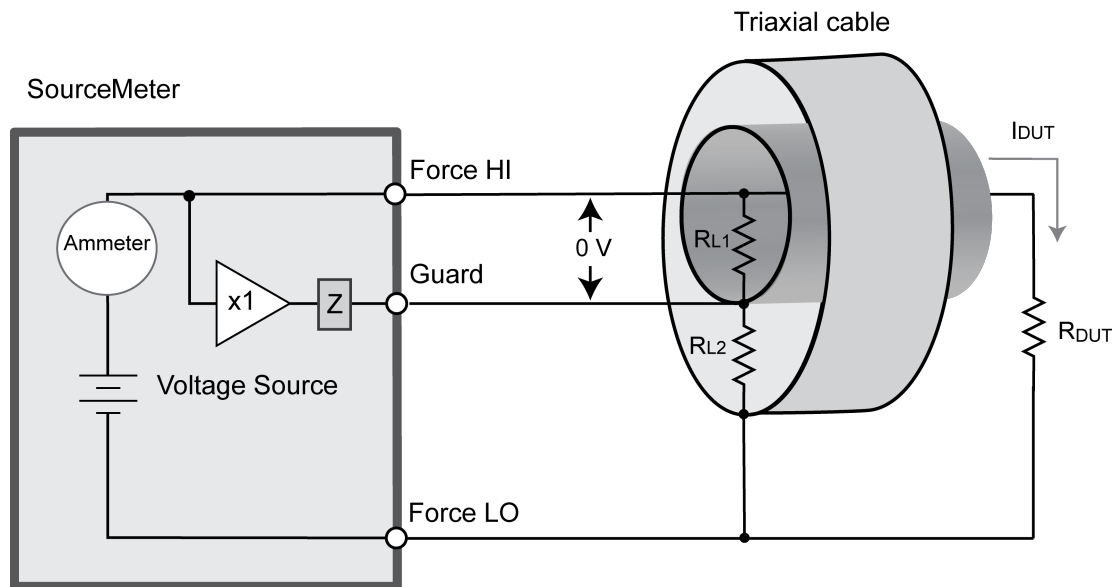 Triaxial cable
SourceMeter
IDUT
Force HI
Ammeter
RL1
0 V
Guard
x1
Z
RL2
RDUT
Voltage Source
Force LO